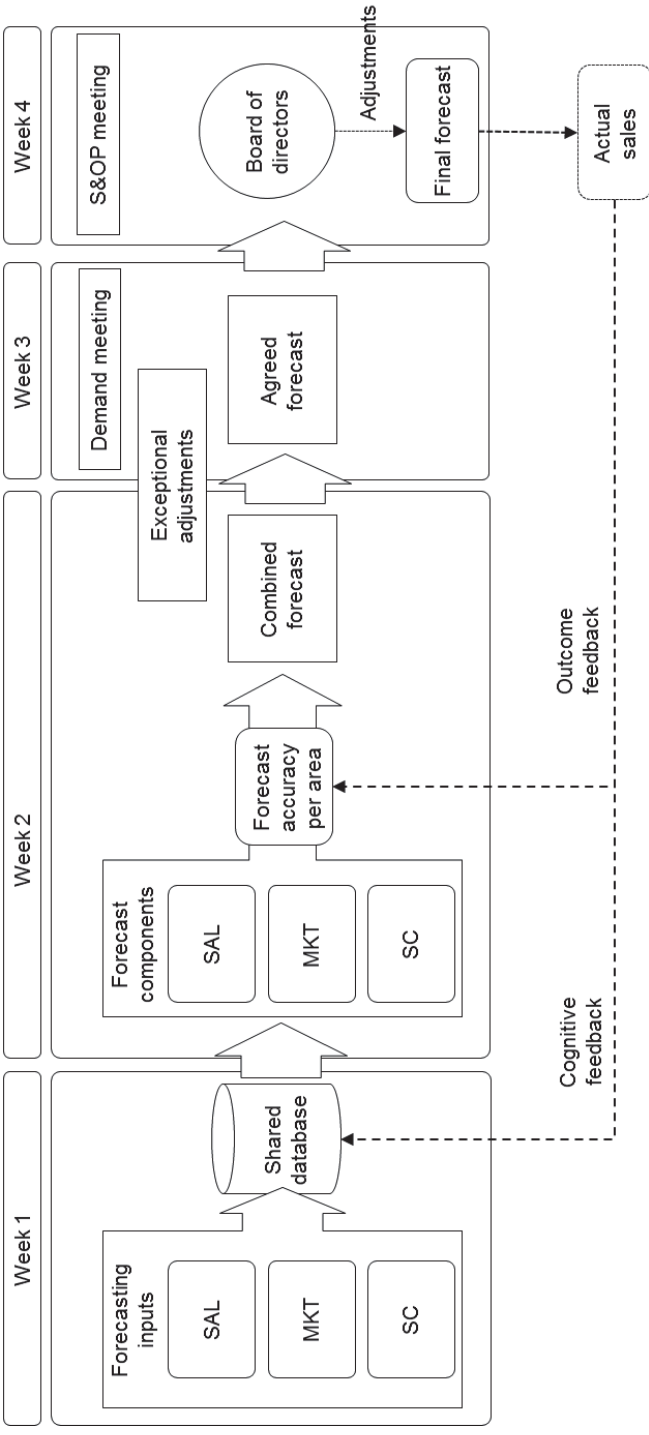 Week 1
Week 2
Week 3
Week 4
Forecasting
inputs
SAL
MKT
SC
Shared
database
Forecast
components
SAL
MKT
SC
Forecast
accuracy
per area
Combined
forecast
Exceptional
adjustments
Demand meeting
Agreed
forecast
S&OP meeting
Board of
directors
Adjustments
Final forecast
Actual
sales
Cognitive
feedback
Outcome
feedback